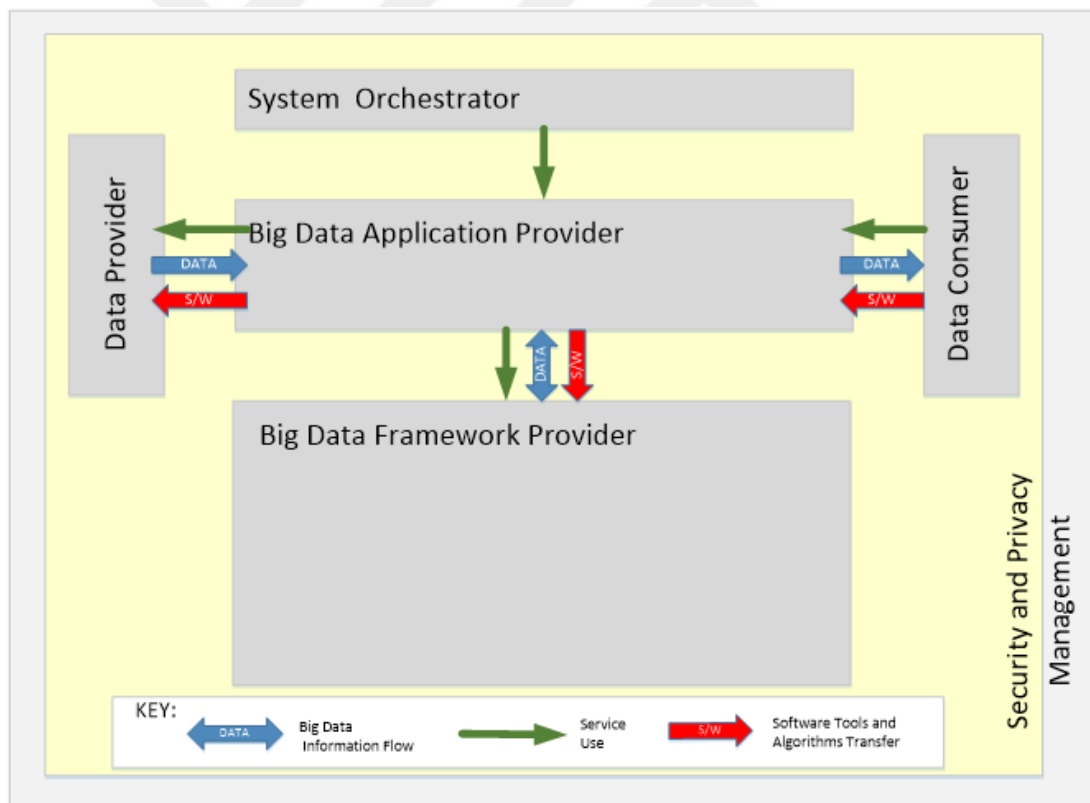 System  Orchestrator
Data Provider
Big Data Application Provider
Data Consumer
DATA
S/W
DATA
S/W
DATA
S/W
Big Data Framework Provider
Security and Privacy
Management
KEY:
DATA
Big Data
Information Flow
Service
Use
S/W
Software Tools and
Algorithms Transfer